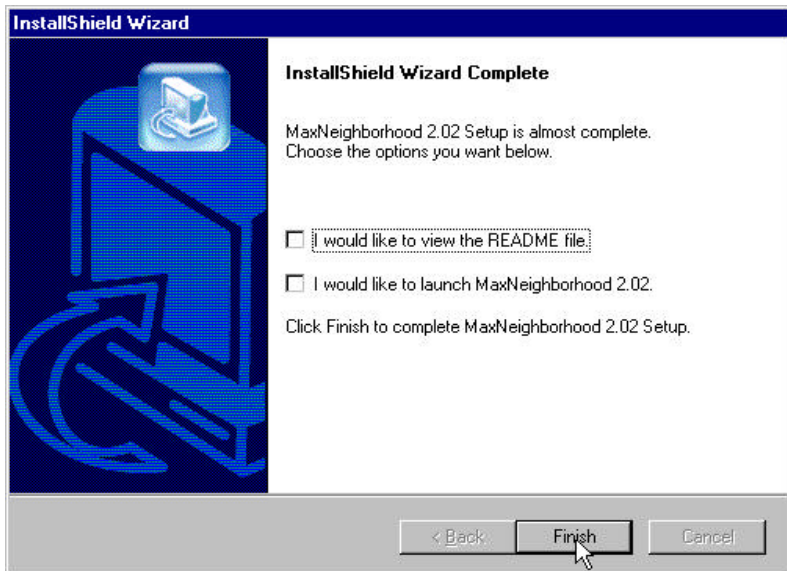 InstallShield Wizard
InstallShield Wizard Complete
MaxNeighborhood 2.02 Setup is almost complete.
Choose the options you want below.
I would like to view the README file.
I would like to launch MaxNeighborhood 2.02.
Click Finish to complete MaxNeighborhood 2.02 Setup.
< Back Finish Cancel